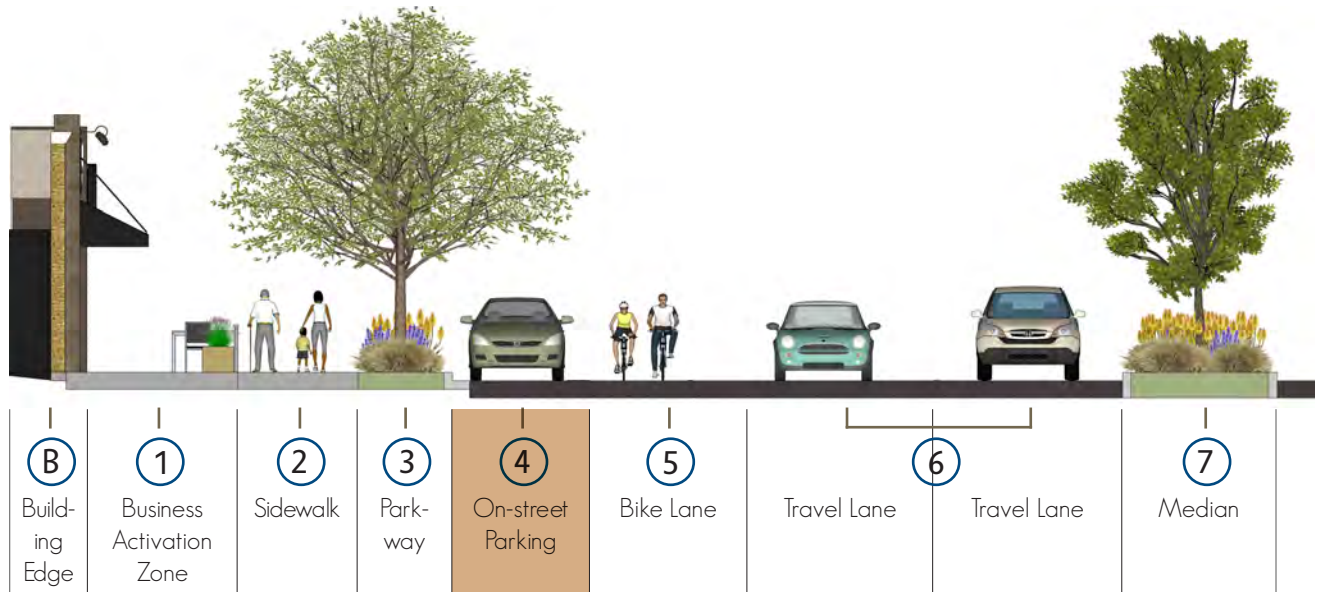 B
Build-
ing
Edge
1
Business
Activation
Zone
2
Sidewalk
3
Park-
way
4
On-street
Parking
5
Bike Lane
6
Travel Lane
Travel Lane
7
Median